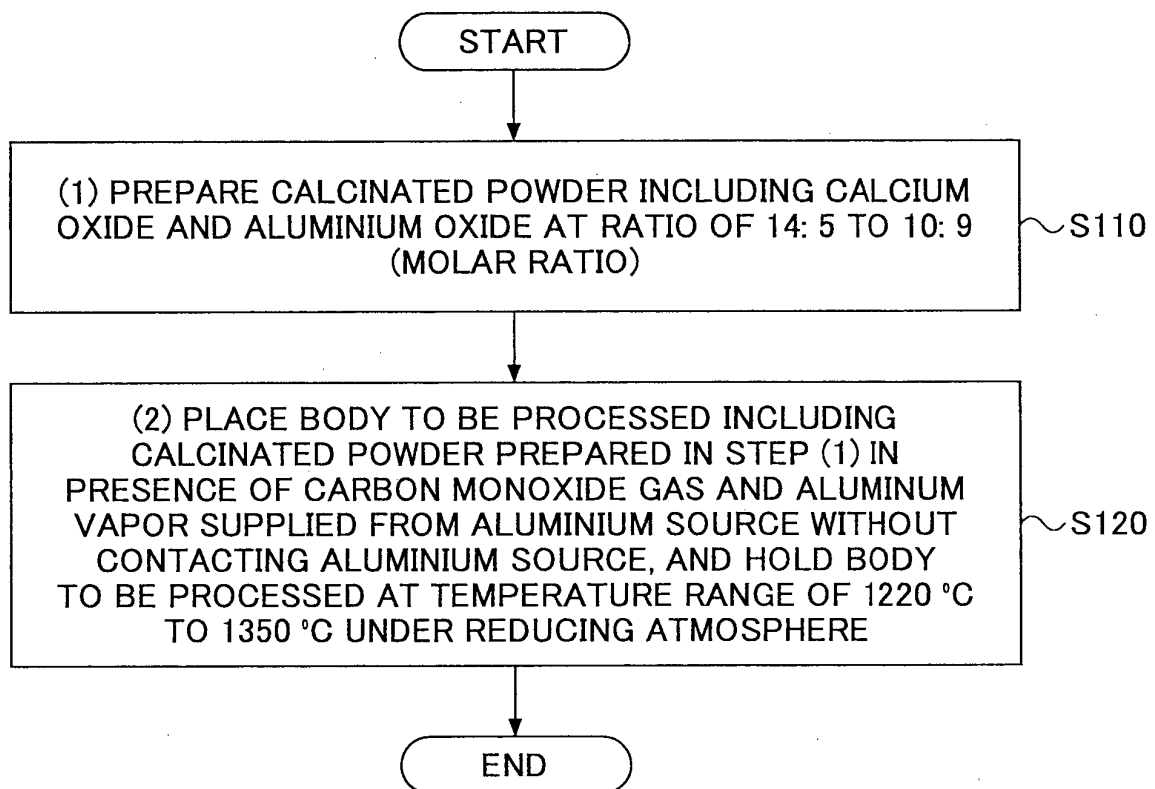 START
(1) PREPARE CALCINATED POWDER INCLUDING CALCIUM
OXIDE AND ALUMINIUM OXIDE AT RATIO OF 14: 5 TO 10: 9
(MOLAR RATIO)
S110
(2) PLACE BODY TO BE PROCESSED INCLUDING
CALCINATED POWDER PREPARED IN STEP (1) IN
PRESENCE OF CARBON MONOXIDE GAS AND ALUMINUM
VAPOR SUPPLIED FROM ALUMINIUM SOURCE WITHOUT
CONTACTING ALUMINIUM SOURCE, AND HOLD BODY
TO BE PROCESSED AT TEMPERATURE RANGE OF 1220 °C
TO 1350 °C UNDER REDUCING ATMOSPHERE
S120
END